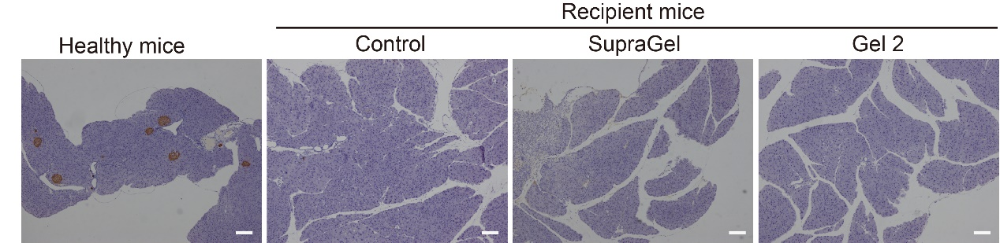 Recipient mice
Healthy mice
Control
SupraGel
Gel 2